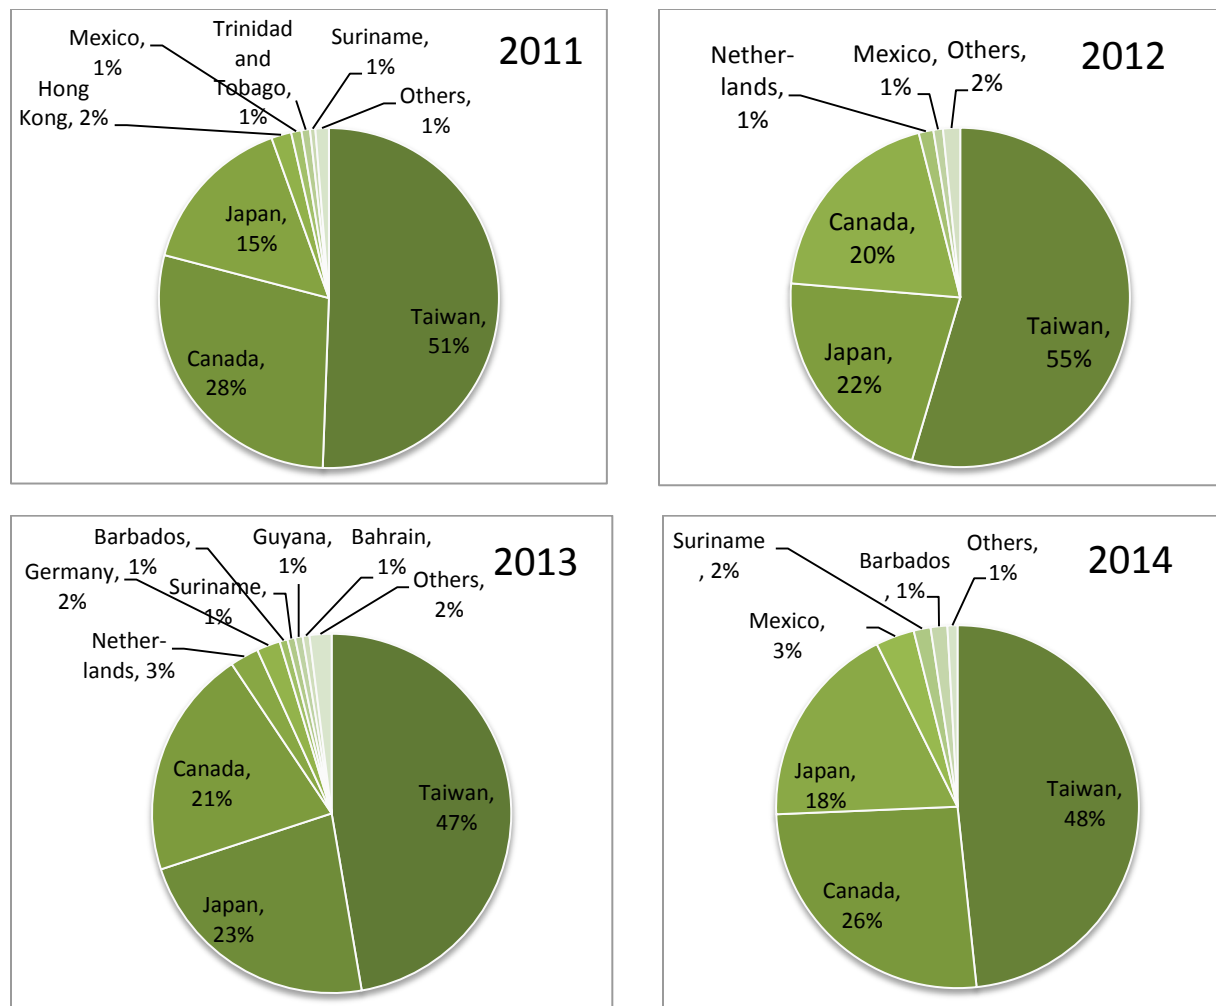 2011
Mexico,
1%
Trinidad
and
Tobago,
1%
Suriname,
1%
Hong
Kong, 2%
Others,
1%
Japan,
15%
Taiwan,
51%
Canada,
28%
2012
Nether-
lands,
1%
Mexico,
1%
Others,
2%
Canada,
20%
Taiwan,
55%
Japan,
22%
2013
Barbados,
1%
Guyana,
1%
Bahrain,
1%
Germany,
2%
Suriname,
1%
Others,
2%
Nether-
lands, 3%
Canada,
21%
Taiwan,
47%
Japan,
23%
2014
Suriname
, 2%
Barbados
, 1%
Others,
1%
Mexico,
3%
Japan,
18%
Taiwan,
48%
Canada,
26%